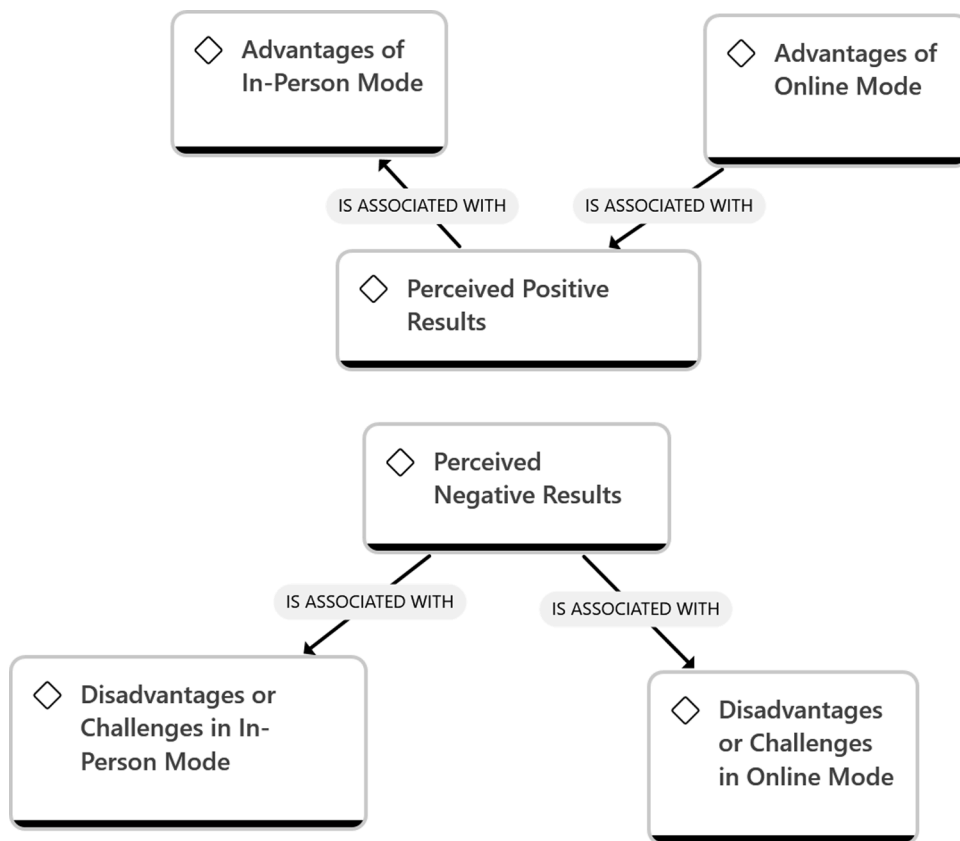 Advantages of
In-Person Mode
Advantages of
Online Mode
IS ASSOCIATED WITH
IS ASSOCIATED WITH
Perceived Positive
Results
Perceived
Negative Results
IS ASSOCIATED WITH
IS ASSOCIATED WITH
Disadvantages or
Challenges in In-
Person Mode
Disadvantages
or Challenges
in Online Mode